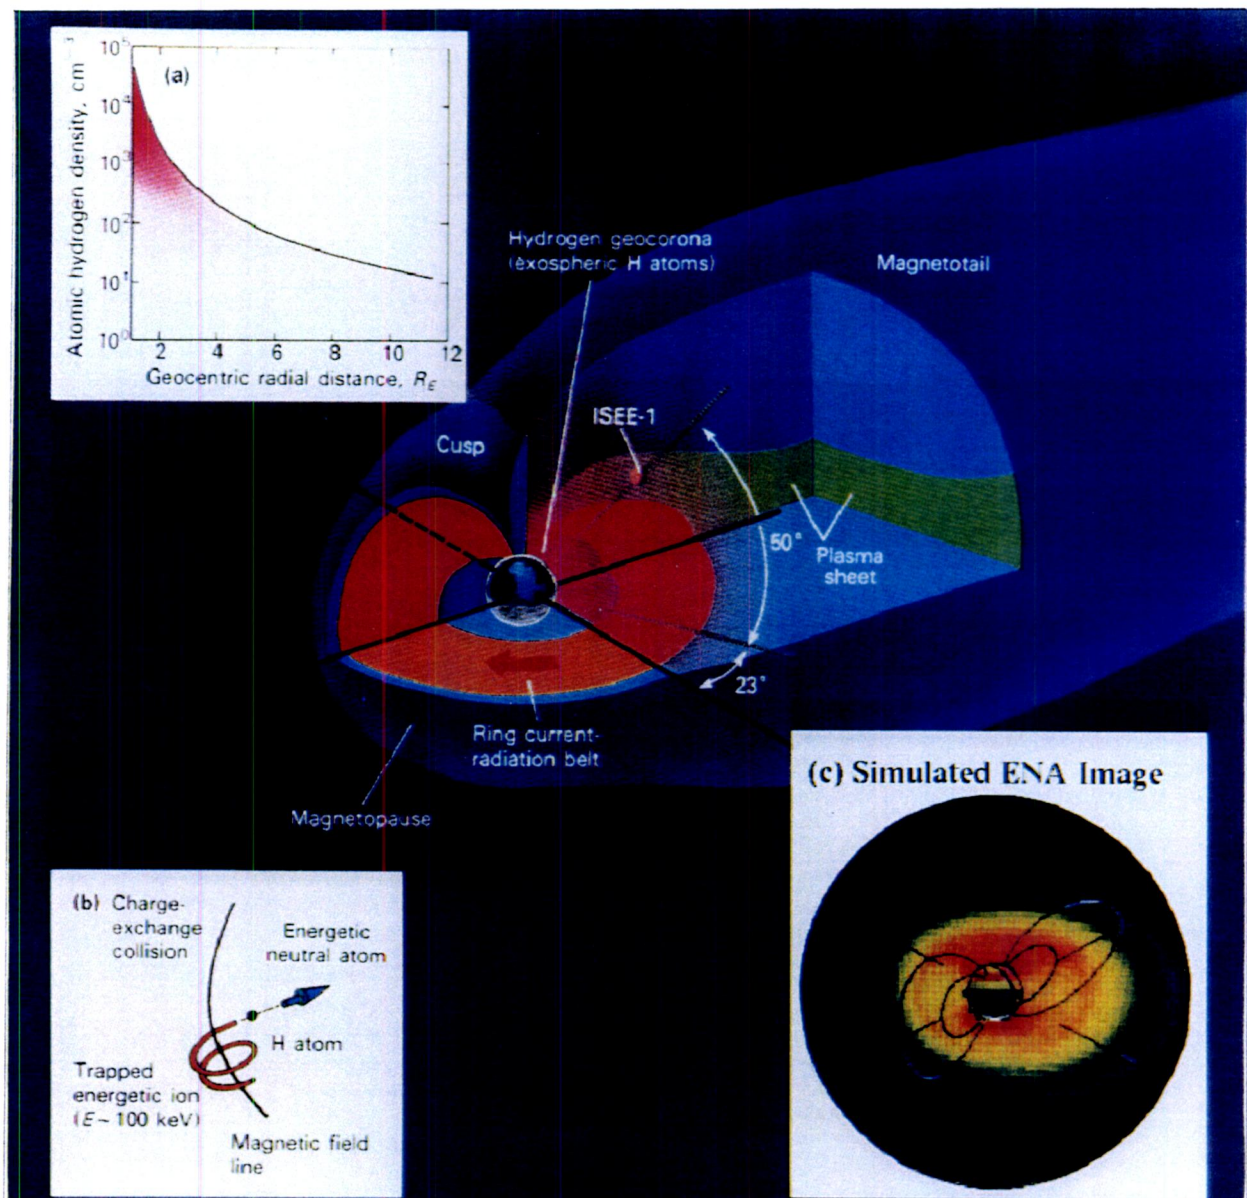 (a)
Atomic hydrogen density, cm⁻³
10⁵
10⁴
10³
10²
10¹
10⁰
2 4 6 8 10 12
Geocentric radial distance, R_E
Hydrogen geocorona
(exospheric H atoms)
Magnetotail
ISEE-1
Cusp
50°
Plasma
sheet
23°
Ring current-
radiation belt
Magnetopause
(b) Charge-
exchange
collision
Energetic
neutral atom
H atom
Trapped
energetic ion
(E ~ 100 keV)
Magnetic field
line
(c) Simulated ENA Image